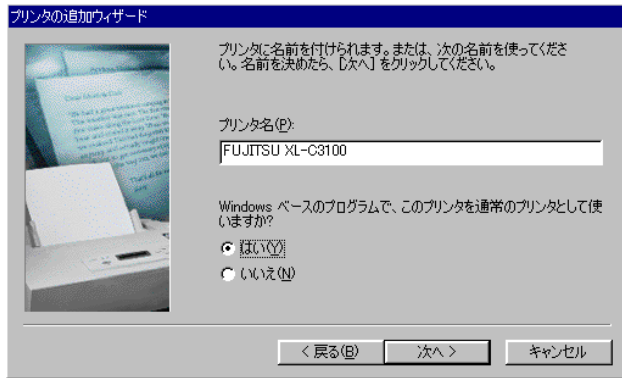 プリンタの追加ウィザード
プリンタに名前を付けられます。または、次の名前を使ってくださ
い。名前を決めたら、[次へ] をクリックしてください。
プリンタ名(P):
FUJITSU XL-C3100
Windows ベースのプログラムで、このプリンタを通常のプリンタとして使
いますか?
はい(Y)
いいえ(N)
< 戻る(B)
次へ >
キャンセル